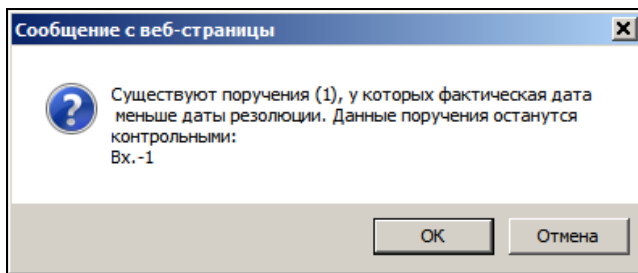 Сообщение с веб-страницы
Существуют поручения (1), у которых фактическая дата
меньше даты резолюции. Данные поручения останутся
контрольными:
Вх.-1
ОК
Отмена